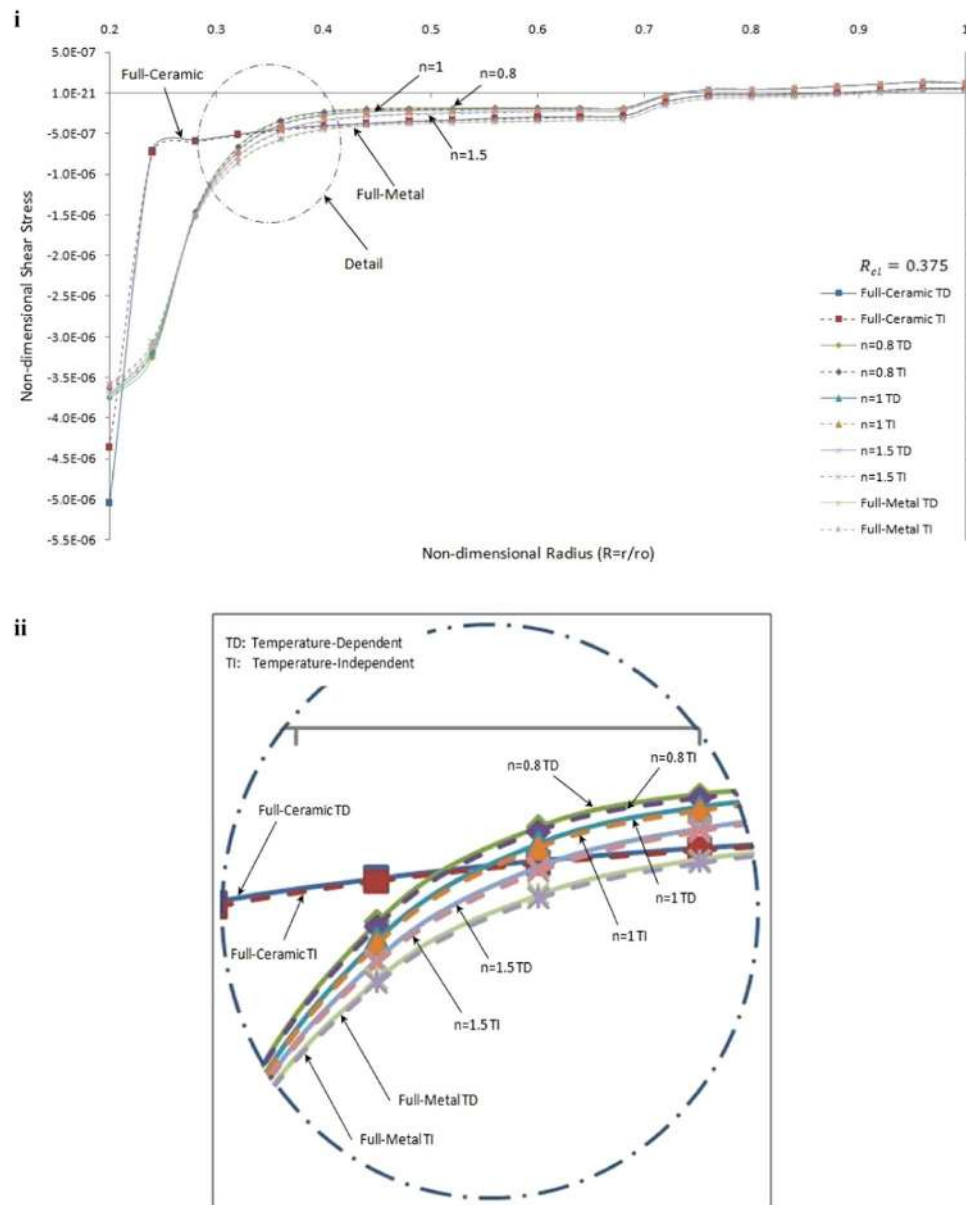 i
0.2 0.3 0.4 0.5 0.6 0.7 0.8 0.9 1
5.0E-07
1.0E-21
-5.0E-07
-1.0E-06
-1.5E-06
-2.0E-06
-2.5E-06
-3.0E-06
-3.5E-06
-4.0E-06
-4.5E-06
-5.0E-06
-5.5E-06
Non-dimensional Shear Stress
Full-Ceramic
n=1
n=0.8
n=1.5
Full-Metal
Detail
R_cl = 0.375
Full-Ceramic TD
Full-Ceramic TI
n=0.8 TD
n=0.8 TI
n=1 TD
n=1 TI
n=1.5 TD
n=1.5 TI
Full-Metal TD
Full-Metal TI
Non-dimensional Radius (R=r/ro)
ii
TD: Temperature-Dependent
TI: Temperature-Independent
n=0.8 TD
n=0.8 TI
Full-Ceramic TD
Full-Ceramic TI
n=1 TD
n=1 TI
n=1.5 TD
n=1.5 TI
Full-Metal TD
Full-Metal TI